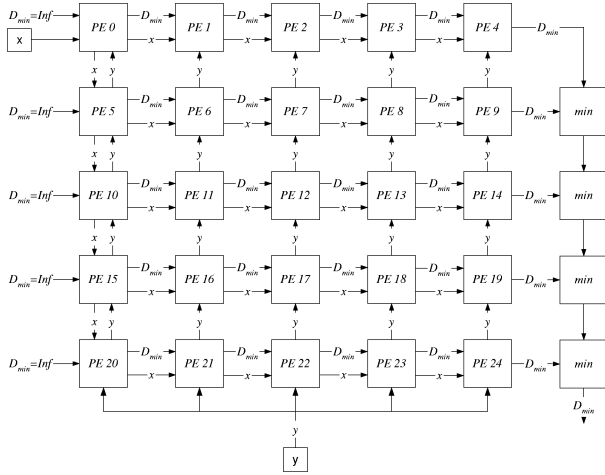 D_min=Inf PE 0 D_min PE 1 D_min PE 2 D_min PE 3 D_min PE 4 D_min
x x x x x
x y y y y y
D_min=Inf PE 5 D_min PE 6 D_min PE 7 D_min PE 8 D_min PE 9 D_min min
x x x x
x y y y y y
D_min=Inf PE 10 D_min PE 11 D_min PE 12 D_min PE 13 D_min PE 14 D_min min
x x x x
x y y y y y
D_min=Inf PE 15 D_min PE 16 D_min PE 17 D_min PE 18 D_min PE 19 D_min min
x x x x
x y y y y y
D_min=Inf PE 20 D_min PE 21 D_min PE 22 D_min PE 23 D_min PE 24 D_min min
x x x x
D_min
y
y